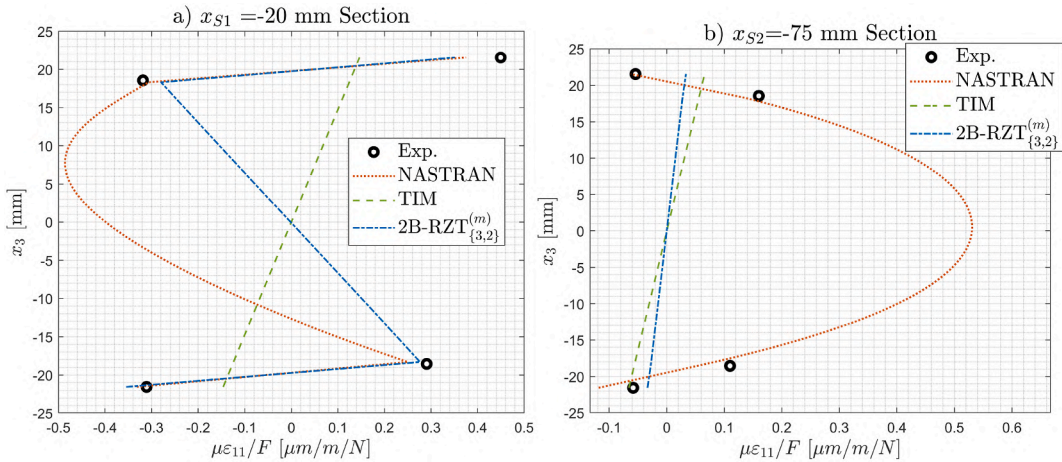 a) x_{S1} =-20 mm Section
25
20
15
10
5
0
-5
-10
-15
-20
-25
x_3 [mm]
-0.5 -0.4 -0.3 -0.2 -0.1 0 0.1 0.2 0.3 0.4 0.5
με_{11}/F [μm/m/N]
Exp.
NASTRAN
TIM
2B-RZT^{(m)}_{{3,2}}
b) x_{S2}=-75 mm Section
25
20
15
10
5
0
-5
-10
-15
-20
-25
x_3 [mm]
-0.1 0 0.1 0.2 0.3 0.4 0.5 0.6
με_{11}/F [μm/m/N]
Exp.
NASTRAN
TIM
2B-RZT^{(m)}_{{3,2}}